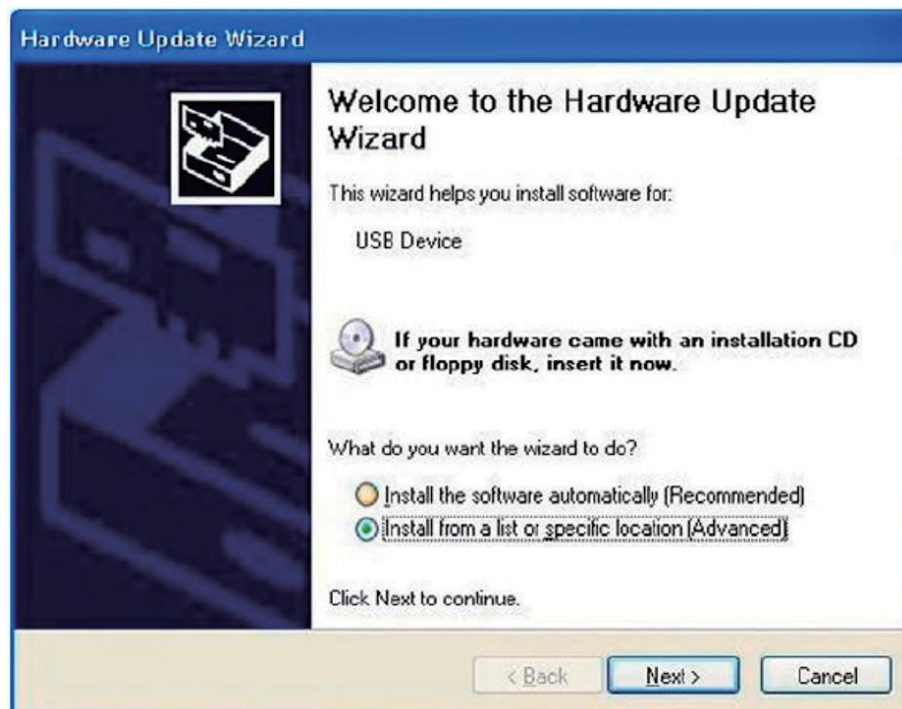 Hardware Update Wizard
Welcome to the Hardware Update
Wizard
This wizard helps you install software for:
USB Device
If your hardware came with an installation CD
or floppy disk, insert it now.
What do you want the wizard to do?
Install the software automatically (Recommended)
Install from a list or specific location (Advanced)
Click Next to continue.
< Back
Next >
Cancel